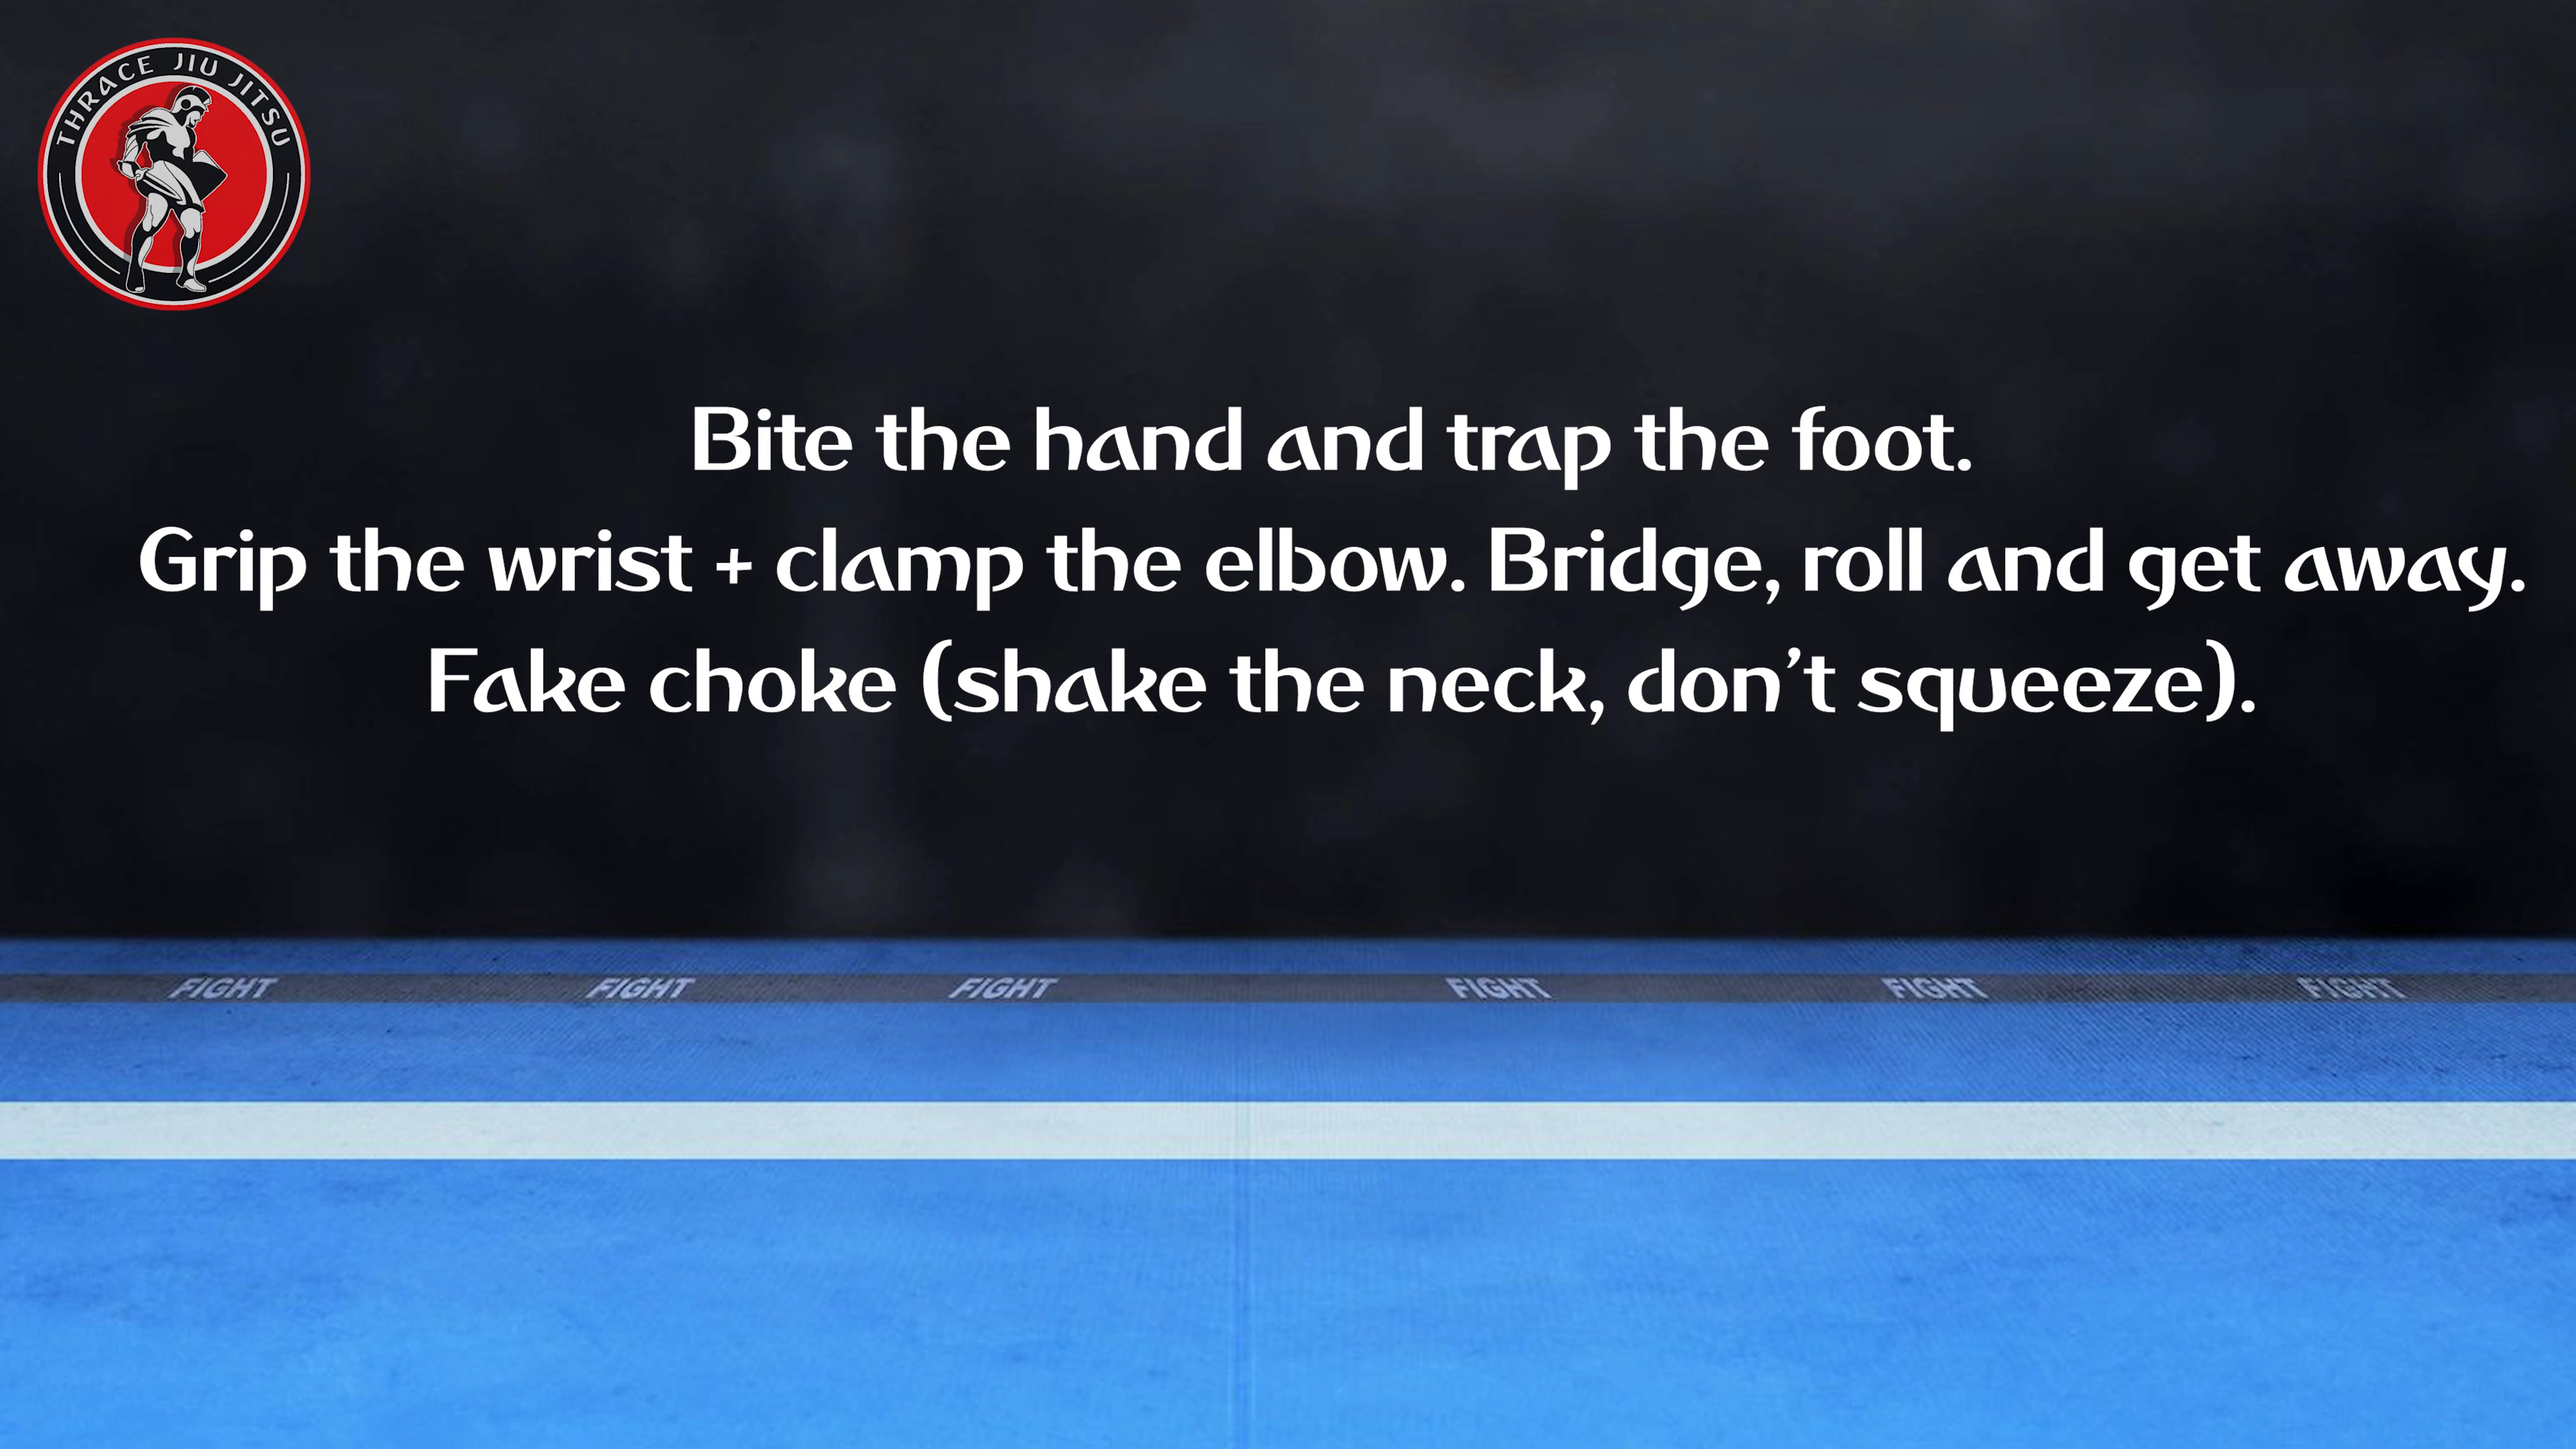 THRACE JIU JITSU
Bite the hand and trap the foot.
Grip the wrist + clamp the elbow. Bridge, roll and get away.
Fake choke (shake the neck, don’t squeeze).
FIGHT FIGHT FIGHT FIGHT FIGHT FIGHT